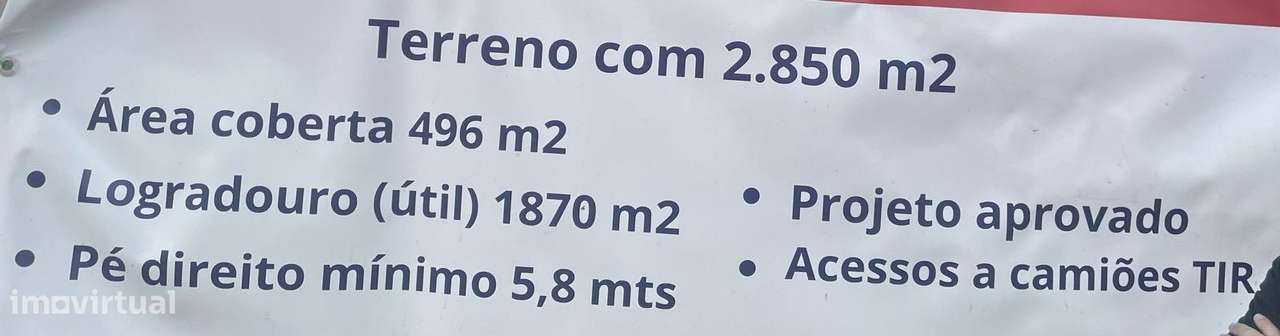 Terreno com 2.850 m2
• Área coberta 496 m2
• Logradouro (útil) 1870 m2
• Pé direito mínimo 5,8 mts
• Projeto aprovado
• Acessos a camiões TIR
imovirtual